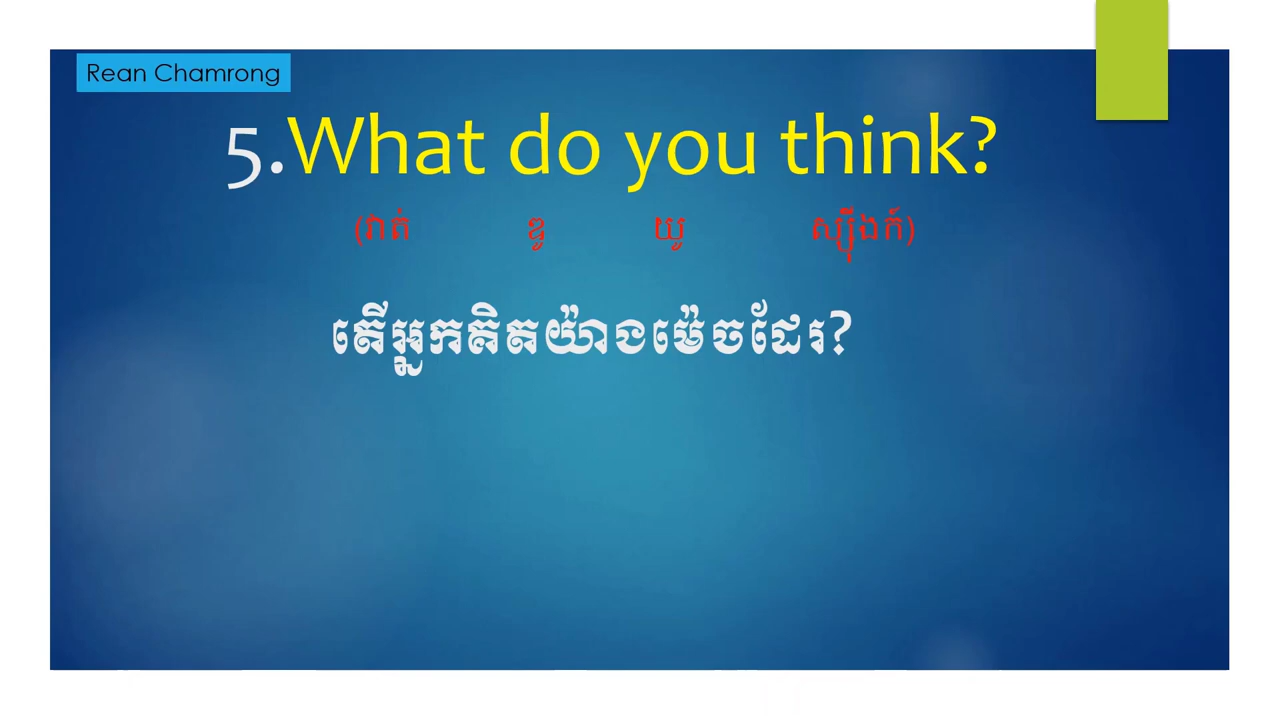 Rean Chamrong
5.What do you think?
(វាត់ ឌូ យូ ស្ស៊ីងក៍)
តើអ្នកគិតយ៉ាងម៉េចដែរ?